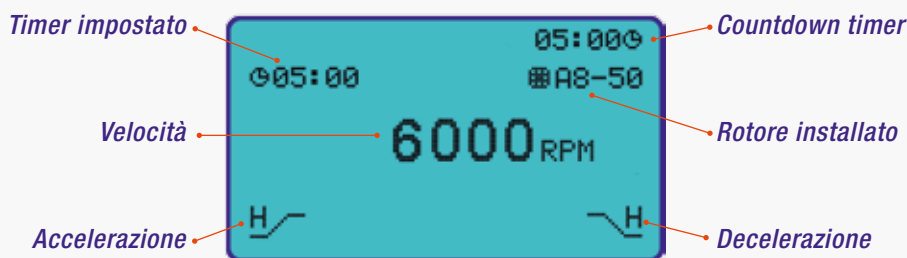 Timer impostato
05:00
Countdown timer
05:00
A8-50
Velocità
6000 RPM
Rotore installato
Accelerazione
H
H
Decelerazione